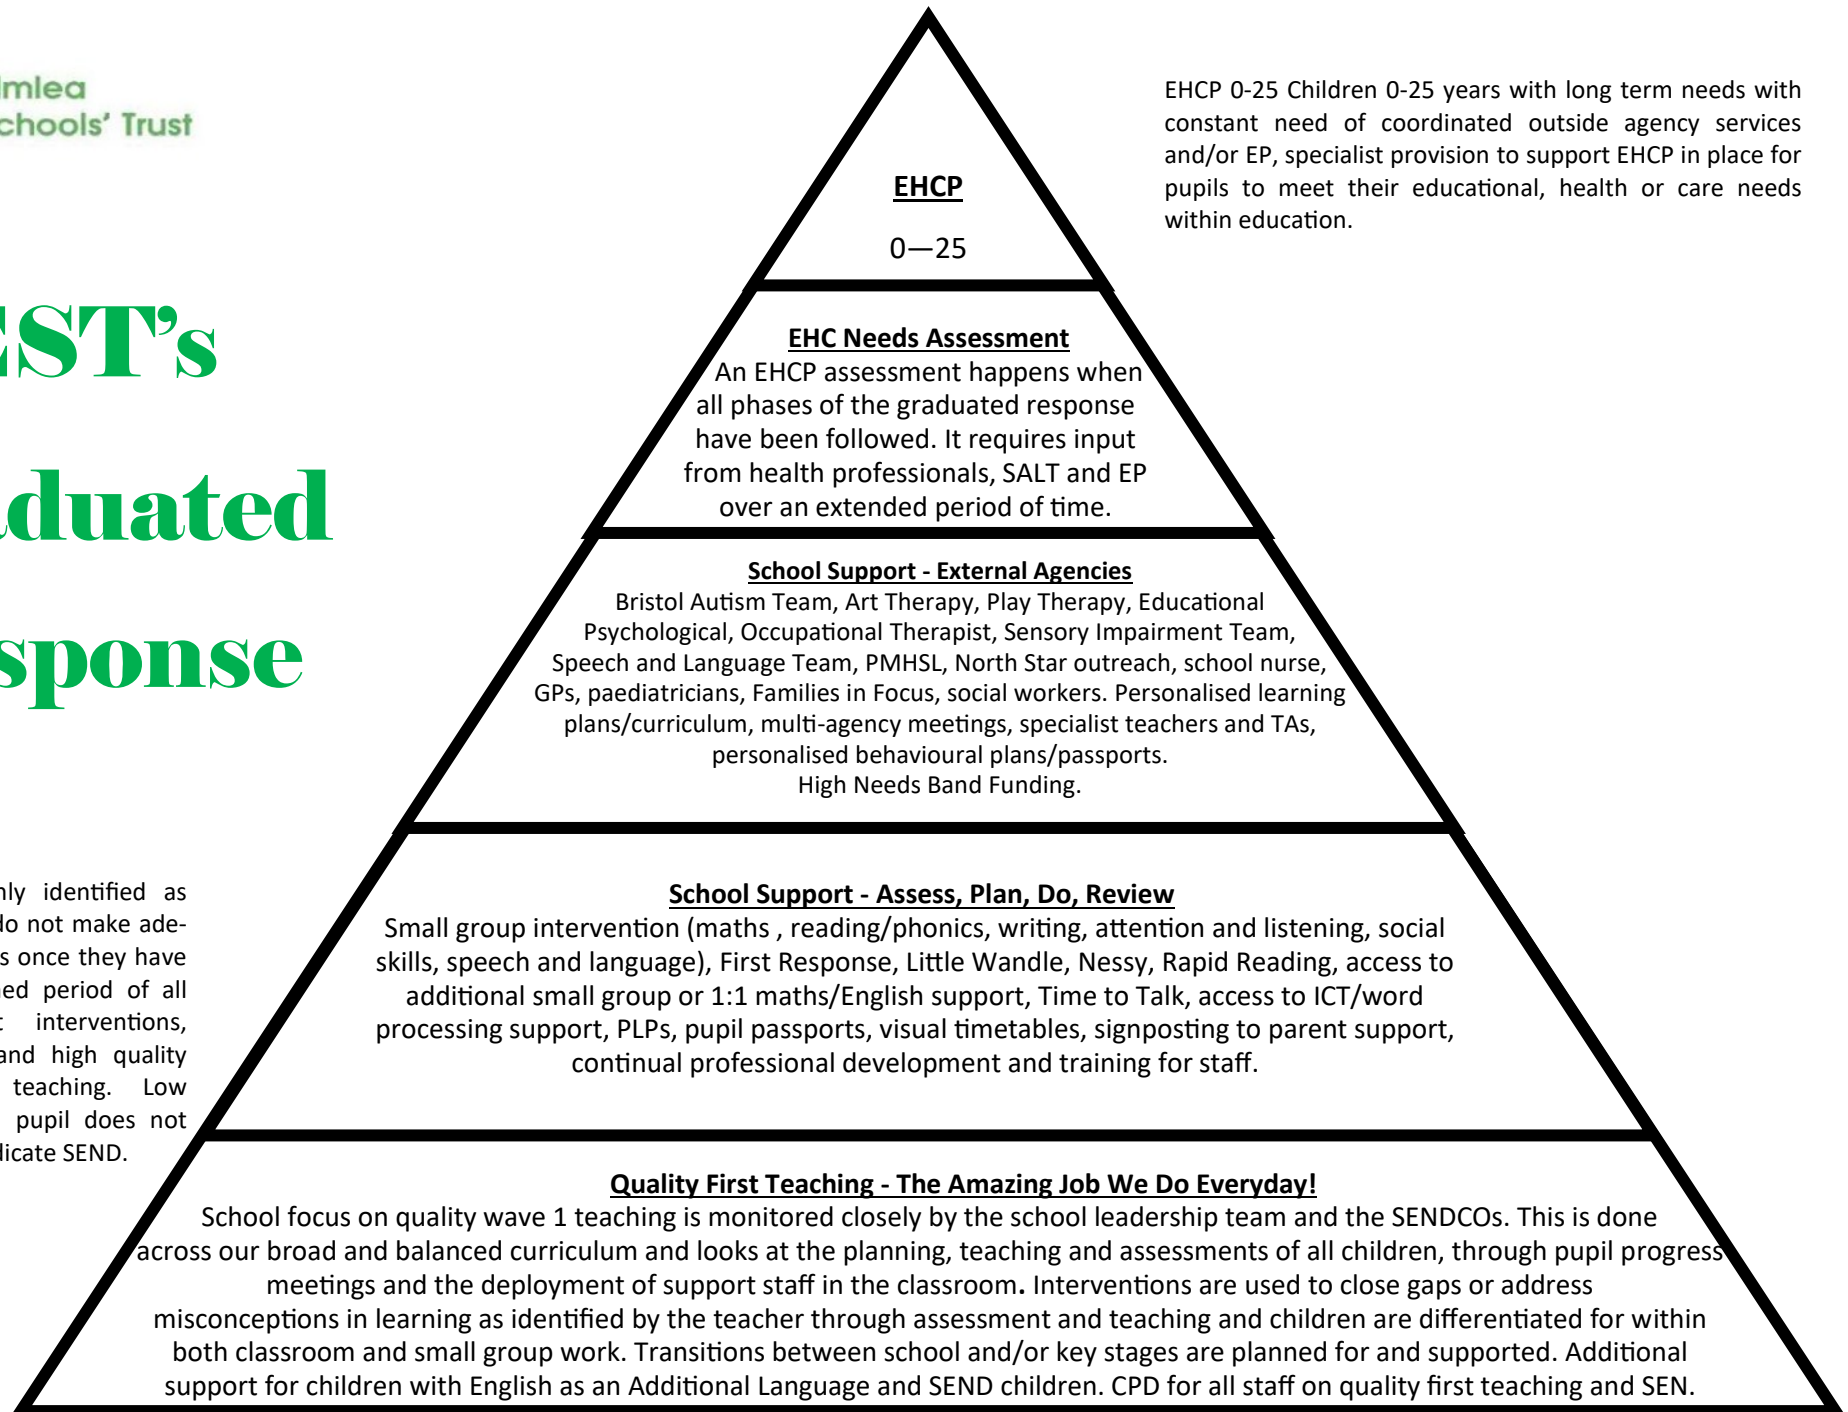 lmlea
chools’ Trust
EHCP 0-25 Children 0-25 years with long term needs with
constant need of coordinated outside agency services
and/or EP, specialist provision to support EHCP in place for
pupils to meet their educational, health or care needs
within education.
EHCP
0—25
EST’s
aduated
sponse
EHC Needs Assessment
An EHCP assessment happens when
all phases of the graduated response
have been followed. It requires input
from health professionals, SALT and EP
over an extended period of time.
School Support - External Agencies
Bristol Autism Team, Art Therapy, Play Therapy, Educational
Psychological, Occupational Therapist, Sensory Impairment Team,
Speech and Language Team, PMHSL, North Star outreach, school nurse,
GPs, paediatricians, Families in Focus, social workers. Personalised learning
plans/curriculum, multi-agency meetings, specialist teachers and TAs,
personalised behavioural plans/passports.
High Needs Band Funding.
nly identified as
do not make ade-
s once they have
ned period of all
t interventions,
and high quality
teaching. Low
pupil does not
dicate SEND.
School Support - Assess, Plan, Do, Review
Small group intervention (maths , reading/phonics, writing, attention and listening, social
skills, speech and language), First Response, Little Wandle, Nessy, Rapid Reading, access to
additional small group or 1:1 maths/English support, Time to Talk, access to ICT/word
processing support, PLPs, pupil passports, visual timetables, signposting to parent support,
continual professional development and training for staff.
Quality First Teaching - The Amazing Job We Do Everyday!
School focus on quality wave 1 teaching is monitored closely by the school leadership team and the SENDCOs. This is done
across our broad and balanced curriculum and looks at the planning, teaching and assessments of all children, through pupil progress
meetings and the deployment of support staff in the classroom. Interventions are used to close gaps or address
misconceptions in learning as identified by the teacher through assessment and teaching and children are differentiated for within
both classroom and small group work. Transitions between school and/or key stages are planned for and supported. Additional
support for children with English as an Additional Language and SEND children. CPD for all staff on quality first teaching and SEN.